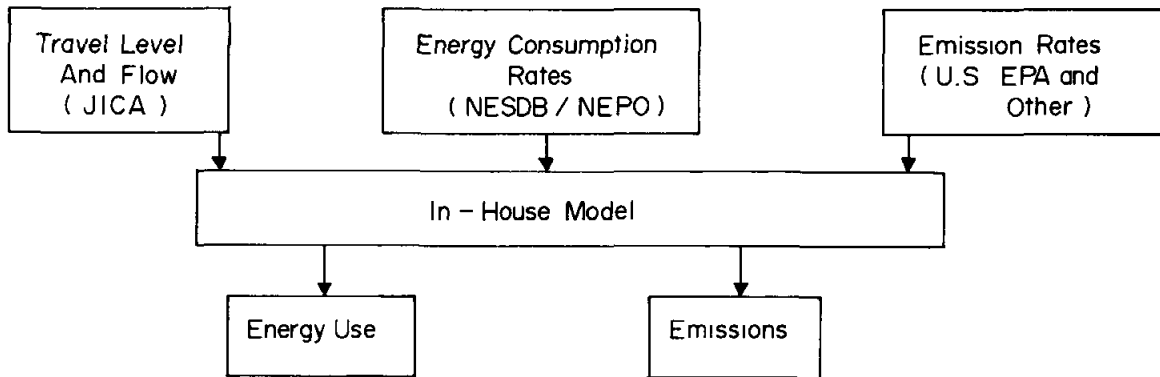 Travel Level
And Flow
( JICA )
Energy Consumption
Rates
( NESDB / NEPO )
Emission Rates
( U.S EPA and
Other )
In - House Model
Energy Use
Emissions